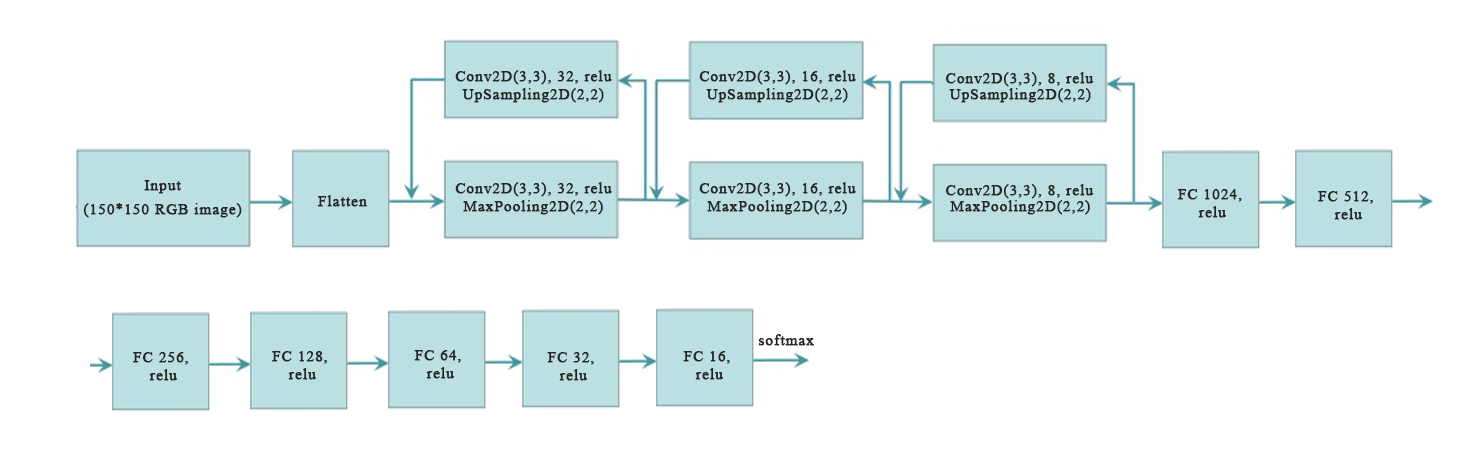 Conv2D(3,3), 32, relu
UpSampling2D(2,2)
Conv2D(3,3), 16, relu
UpSampling2D(2,2)
Conv2D(3,3), 8, relu
UpSampling2D(2,2)
Input
(150*150 RGB image)
Flatten
Conv2D(3,3), 32, relu
MaxPooling2D(2,2)
Conv2D(3,3), 16, relu
MaxPooling2D(2,2)
Conv2D(3,3), 8, relu
MaxPooling2D(2,2)
FC 1024,
relu
FC 512,
relu
FC 256,
relu
FC 128,
relu
FC 64,
relu
FC 32,
relu
FC 16,
relu
softmax